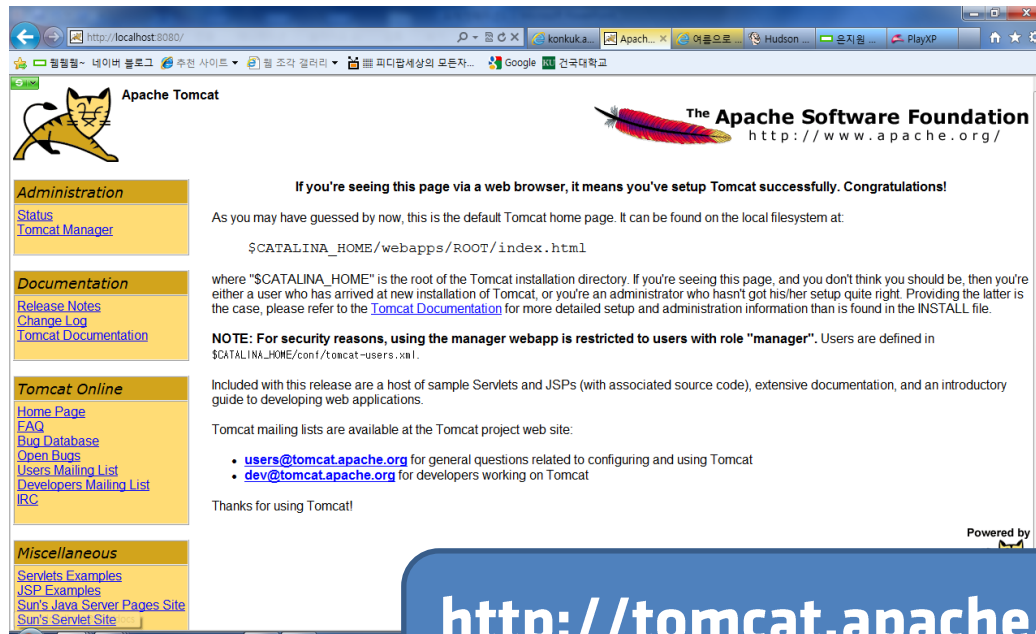 http://localhost:8080/
konkuk.a...
Apach...
여름으로 ...
Hudson ...
은지원 ...
PlayXP
웹웹웹~ 네이버 블로그
추천 사이트
웹 조각 갤러리
피디팝세상의 모든자...
Google
KU 건국대학교
Apache Tomcat
The Apache Software Foundation
http://www.apache.org/
Administration
Status
Tomcat Manager
Documentation
Release Notes
Change Log
Tomcat Documentation
Tomcat Online
Home Page
FAQ
Bug Database
Open Bugs
Users Mailing List
Developers Mailing List
IRC
Miscellaneous
Servlets Examples
JSP Examples
Sun's Java Server Pages Site
Sun's Servlet Site
If you're seeing this page via a web browser, it means you've setup Tomcat successfully. Congratulations!
As you may have guessed by now, this is the default Tomcat home page. It can be found on the local filesystem at:
$CATALINA_HOME/webapps/ROOT/index.html
where "$CATALINA_HOME" is the root of the Tomcat installation directory. If you're seeing this page, and you don't think you should be, then you're
either a user who has arrived at new installation of Tomcat, or you're an administrator who hasn't got his/her setup quite right. Providing the latter is
the case, please refer to the Tomcat Documentation for more detailed setup and administration information than is found in the INSTALL file.
NOTE: For security reasons, using the manager webapp is restricted to users with role "manager". Users are defined in
$CATALINA_HOME/conf/tomcat-users.xml.
Included with this release are a host of sample Servlets and JSPs (with associated source code), extensive documentation, and an introductory
guide to developing web applications.
Tomcat mailing lists are available at the Tomcat project web site:
users@tomcat.apache.org for general questions related to configuring and using Tomcat
dev@tomcat.apache.org for developers working on Tomcat
Thanks for using Tomcat!
Powered by
http://tomcat.apache